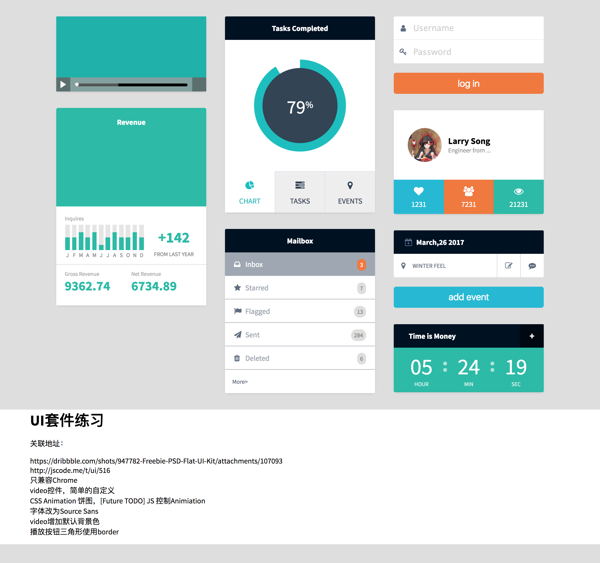 Revenue
Inquires
J F M A M J J A S O N D
+142
FROM LAST YEAR
Gross Revenue
Net Revenue
9362.74
6734.89
Tasks Completed
79%
CHART
TASKS
EVENTS
Mailbox
Inbox
3
Starred
7
Flagged
13
Sent
284
Deleted
6
More+
Username
Password
log in
Larry Song
Engineer from ...
1231
7231
21231
March,26 2017
WINTER FEEL
add event
Time is Money
+
05 : 24 : 19
HOUR
MIN
SEC
UI套件练习
关联地址：
https://dribbble.com/shots/947782-Freebie-PSD-Flat-UI-Kit/attachments/107093
http://jscode.me/t/ui/516
只兼容Chrome
video控件，简单的自定义
CSS Animation 饼图，[Future TODO] JS 控制Animiation
字体改为Source Sans
video增加默认背景色
播放按钮三角形使用border